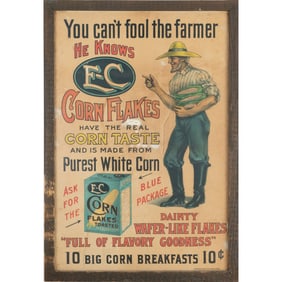 You can't fool the farmer
HE KNOWS
E-C
CORN FLAKES
HAVE THE REAL
CORN TASTE
AND IS MADE FROM
Purest White Corn
ASK FOR THE
BLUE PACKAGE
E-C
CORN
FLAKES
TOASTED
DAINTY
WAFER-LIKE FLAKES
"FULL OF FLAVORY GOODNESS"
10 BIG CORN BREAKFASTS 10¢